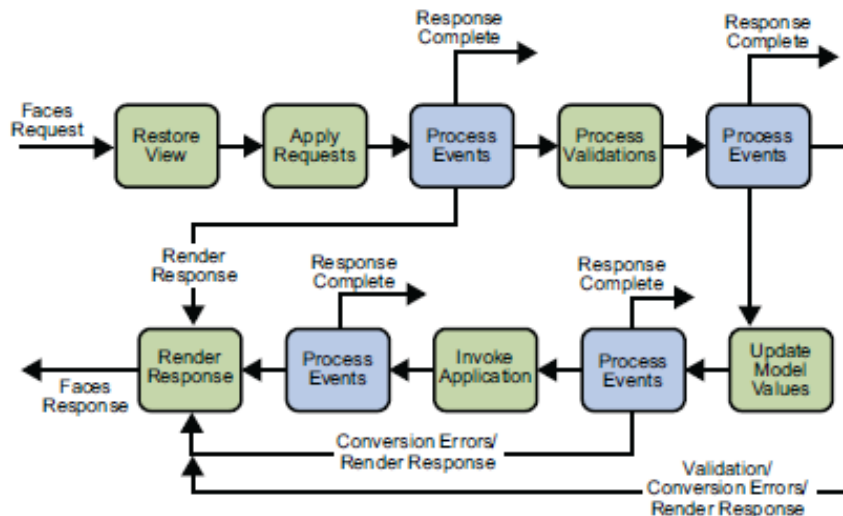 Response
Complete
Response
Complete
Faces
Request
Restore
View
Apply
Requests
Process
Events
Process
Validations
Process
Events
Render
Response
Response
Complete
Response
Complete
Render
Response
Process
Events
Invoke
Application
Process
Events
Update
Model
Values
Faces
Response
Conversion Errors/
Render Response
Validation/
Conversion Errors/
Render Response